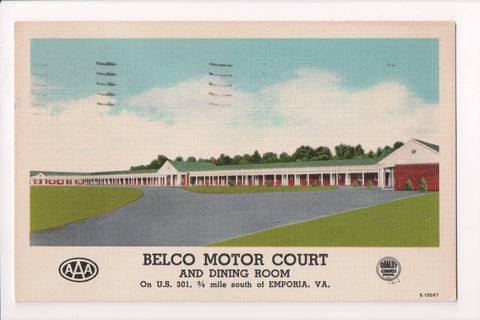 BELCO MOTOR COURT
AND DINING ROOM
On U.S. 301, ¾ mile south of EMPORIA, VA.
AAA
QUALITY
COURTS
E-13097